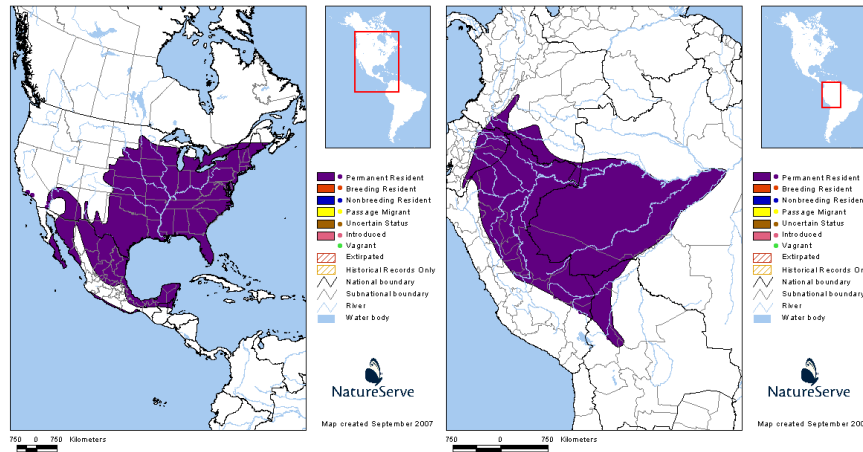 Permanent Resident
Breeding Resident
Nonbreeding Resident
Passage Migrant
Uncertain Status
Introduced
Vagrant
Extirpated
Historical Records Only
National boundary
Subnational boundary
River
Water body
NatureServe
Map created September 2007
750 0 750 Kilometers
Permanent Resident
Breeding Resident
Nonbreeding Resident
Passage Migrant
Uncertain Status
Introduced
Vagrant
Extirpated
Historical Records On
National boundary
Subnational boundary
River
Water body
NatureServe
Map created September 200
750 0 750 Kilometers